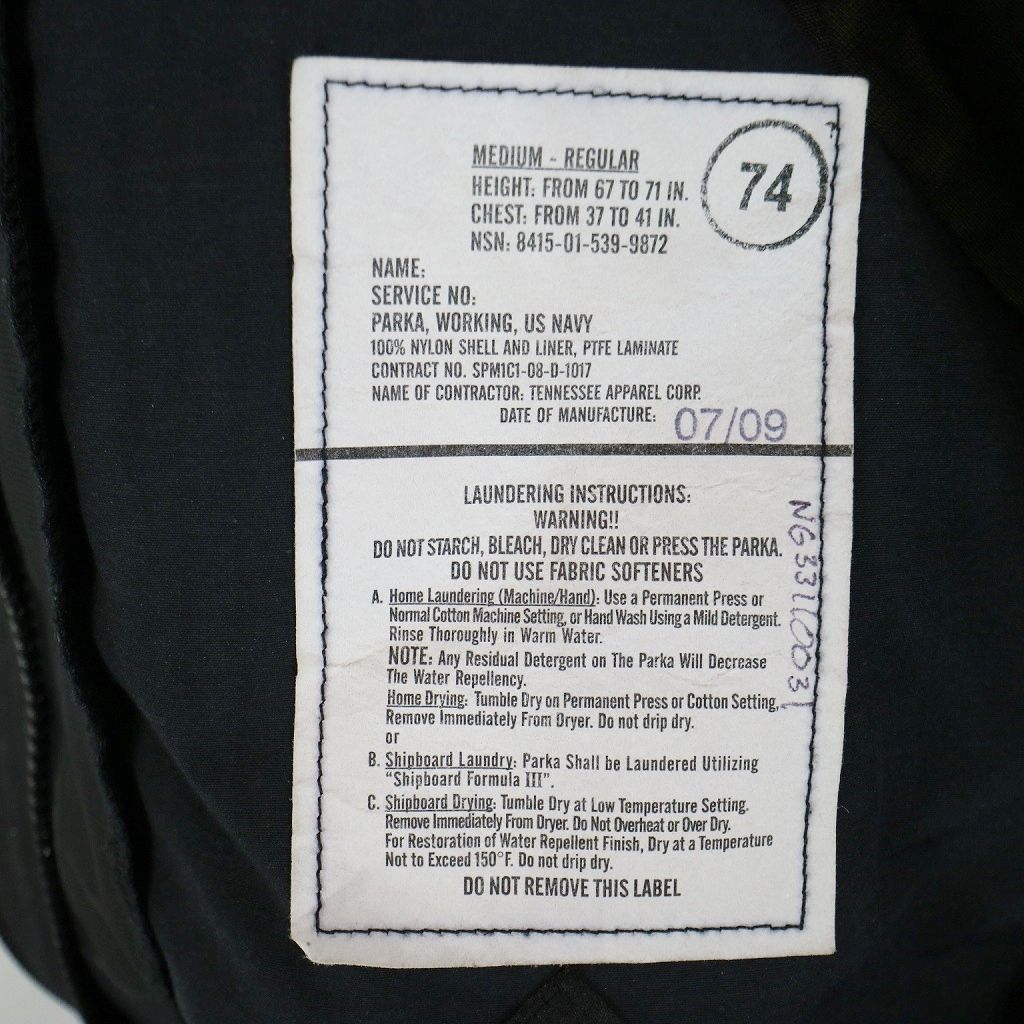 MEDIUM - REGULAR
HEIGHT: FROM 67 TO 71 IN.
CHEST: FROM 37 TO 41 IN.
NSN: 8415-01-539-9872
74
NAME:
SERVICE NO:
PARKA, WORKING, US NAVY
100% NYLON SHELL AND LINER, PTFE LAMINATE
CONTRACT NO. SPM1C1-08-D-1017
NAME OF CONTRACTOR: TENNESSEE APPAREL CORP.
DATE OF MANUFACTURE: 07/09
LAUNDERING INSTRUCTIONS:
WARNING!!
DO NOT STARCH, BLEACH, DRY CLEAN OR PRESS THE PARKA.
DO NOT USE FABRIC SOFTENERS
A. Home Laundering (Machine/Hand): Use a Permanent Press or
Normal Cotton Machine Setting, or Hand Wash Using a Mild Detergent.
Rinse Thoroughly in Warm Water.
NOTE: Any Residual Detergent on The Parka Will Decrease
The Water Repellency.
Home Drying: Tumble Dry on Permanent Press or Cotton Setting,
Remove Immediately From Dryer. Do not drip dry.
or
B. Shipboard Laundry: Parka Shall be Laundered Utilizing
"Shipboard Formula III".
C. Shipboard Drying: Tumble Dry at Low Temperature Setting.
Remove Immediately From Dryer. Do Not Overheat or Over Dry.
For Restoration of Water Repellent Finish, Dry at a Temperature
Not to Exceed 150°F. Do not drip dry.
DO NOT REMOVE THIS LABEL